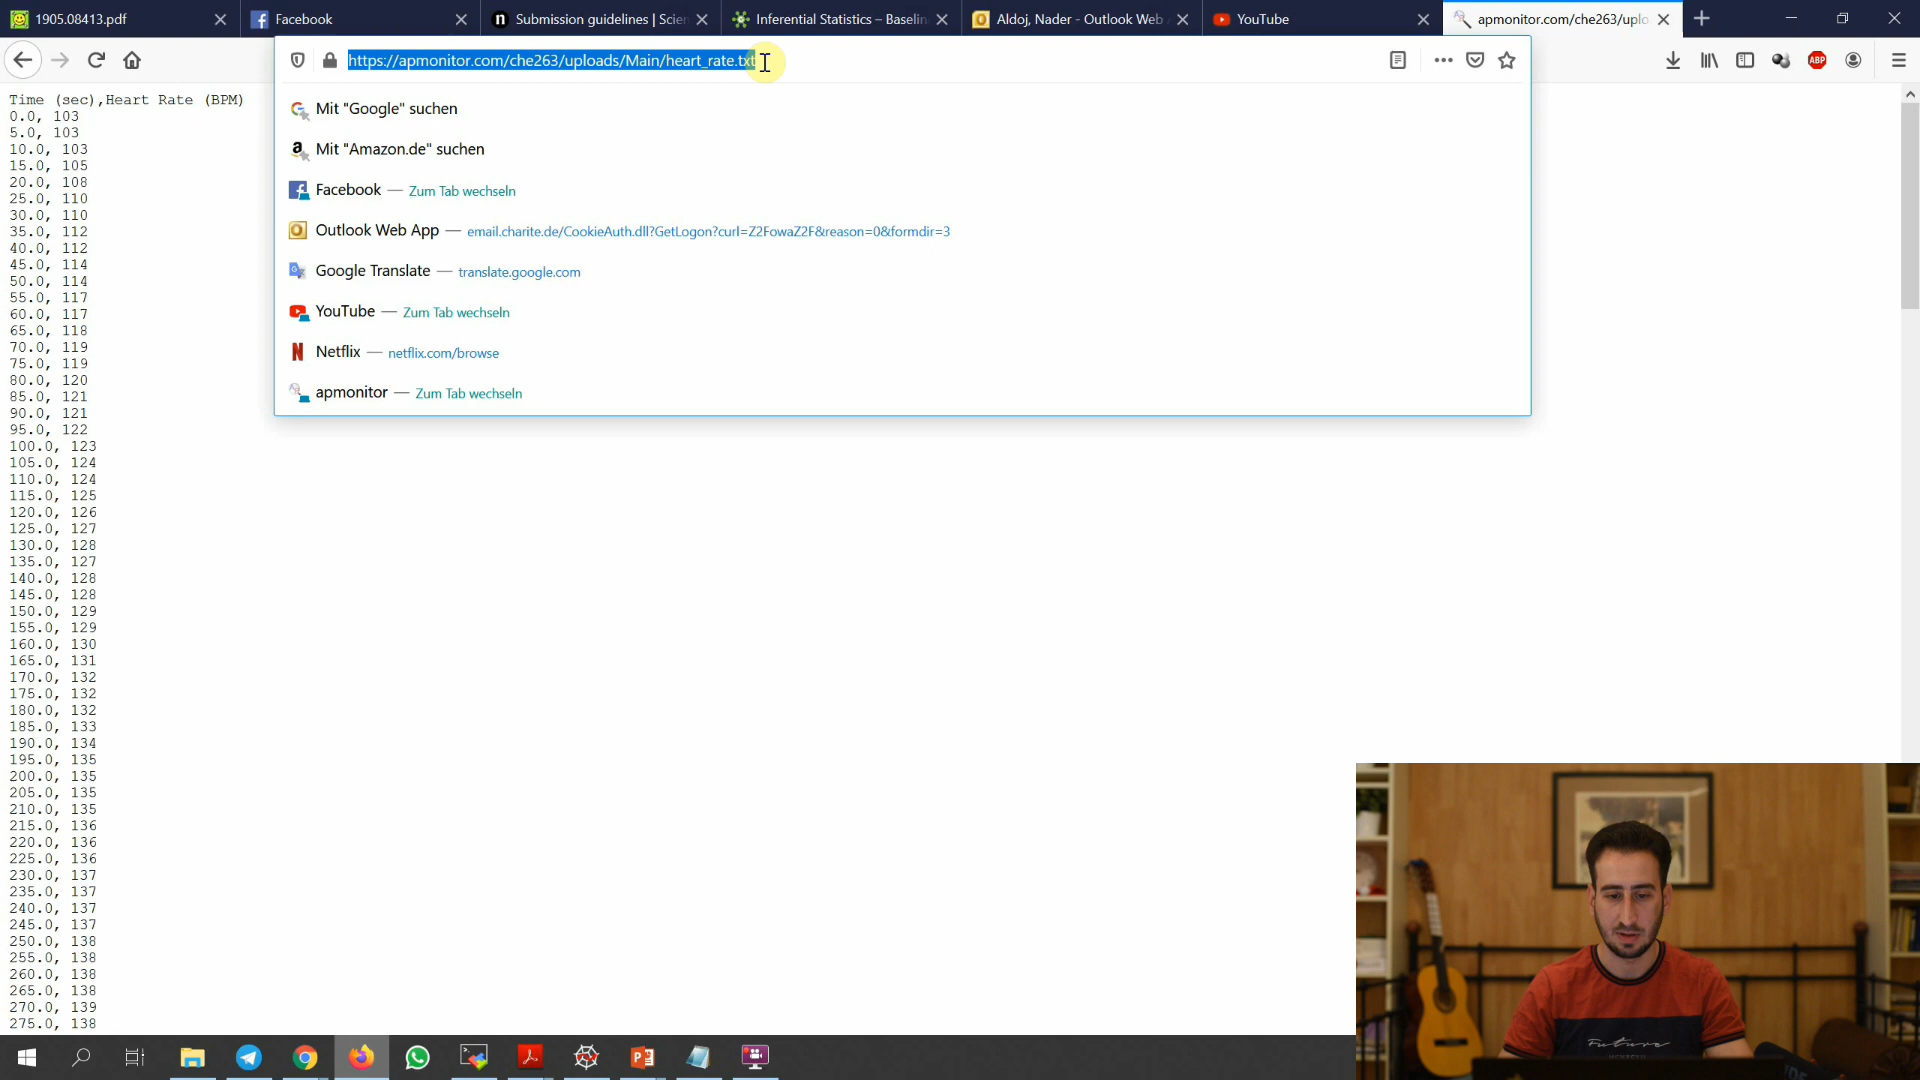 1905.08413.pdf
Facebook
Submission guidelines | Scien
Inferential Statistics – Baselin
Aldoj, Nader - Outlook Web
YouTube
apmonitor.com/che263/uplo
https://apmonitor.com/che263/uploads/Main/heart_rate.txt
ABP
Mit "Google" suchen
Mit "Amazon.de" suchen
Facebook — Zum Tab wechseln
Outlook Web App — email.charite.de/CookieAuth.dll?GetLogon?curl=Z2FowaZ2F&reason=0&formdir=3
Google Translate — translate.google.com
YouTube — Zum Tab wechseln
Netflix — netflix.com/browse
apmonitor — Zum Tab wechseln
Time (sec),Heart Rate (BPM)
0.0, 103
5.0, 103
10.0, 103
15.0, 105
20.0, 108
25.0, 110
30.0, 110
35.0, 112
40.0, 112
45.0, 114
50.0, 114
55.0, 117
60.0, 117
65.0, 118
70.0, 119
75.0, 119
80.0, 120
85.0, 121
90.0, 121
95.0, 122
100.0, 123
105.0, 124
110.0, 124
115.0, 125
120.0, 126
125.0, 127
130.0, 128
135.0, 127
140.0, 128
145.0, 128
150.0, 129
155.0, 129
160.0, 130
165.0, 131
170.0, 132
175.0, 132
180.0, 132
185.0, 133
190.0, 134
195.0, 135
200.0, 135
205.0, 135
210.0, 135
215.0, 136
220.0, 136
225.0, 136
230.0, 137
235.0, 137
240.0, 137
245.0, 137
250.0, 138
255.0, 138
260.0, 138
265.0, 138
270.0, 139
275.0, 138
Future